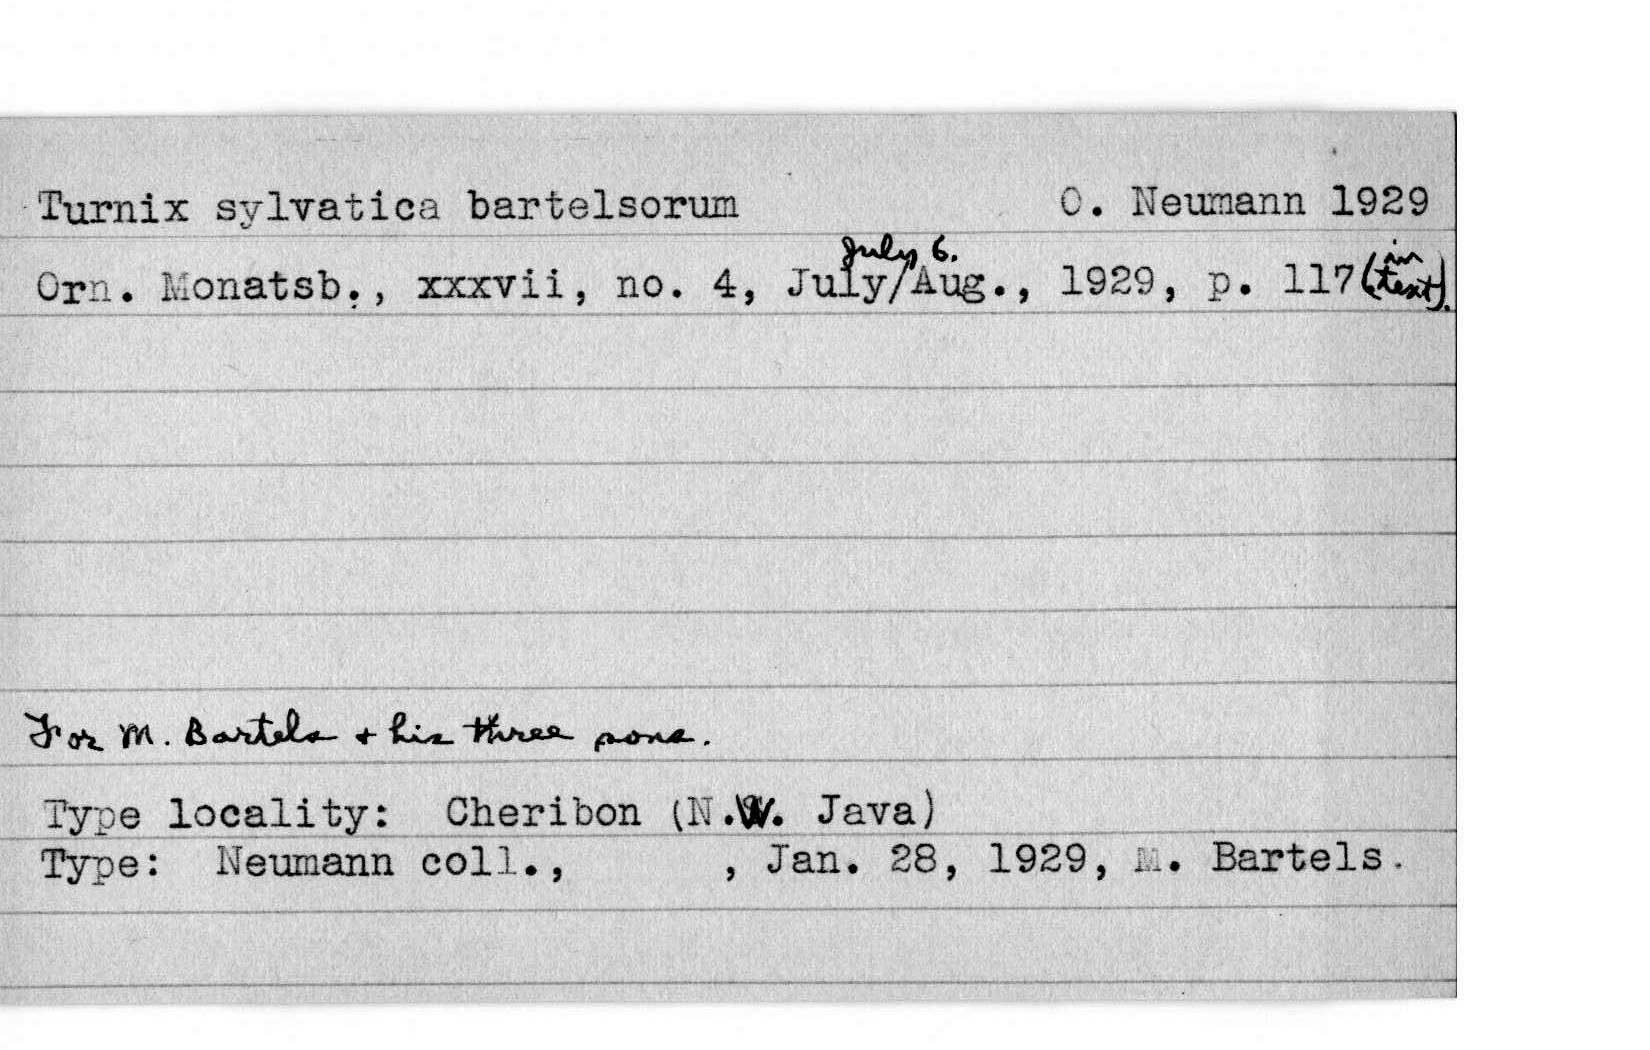 Turnix sylvatica bartelsorum O. Neumann 1929
July 6.
Orn. Monatsb., xxxvii, no. 4, July/Aug., 1929, p. 117 (in text).
For M. Bartels + his three sons.
Type locality: Cheribon (N.W. Java)
Type: Neumann coll., , Jan. 28, 1929, M. Bartels.